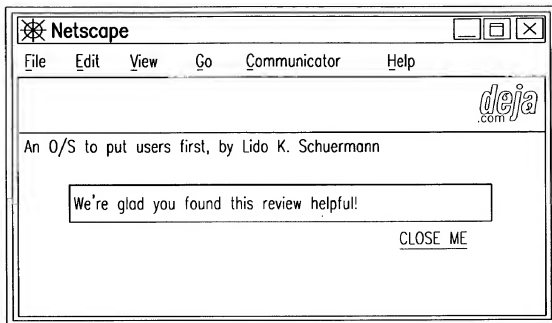 Netscape
File Edit View Go Communicator Help
deja
.com
An O/S to put users first, by Lido K. Schuermann
We're glad you found this review helpful!
CLOSE ME